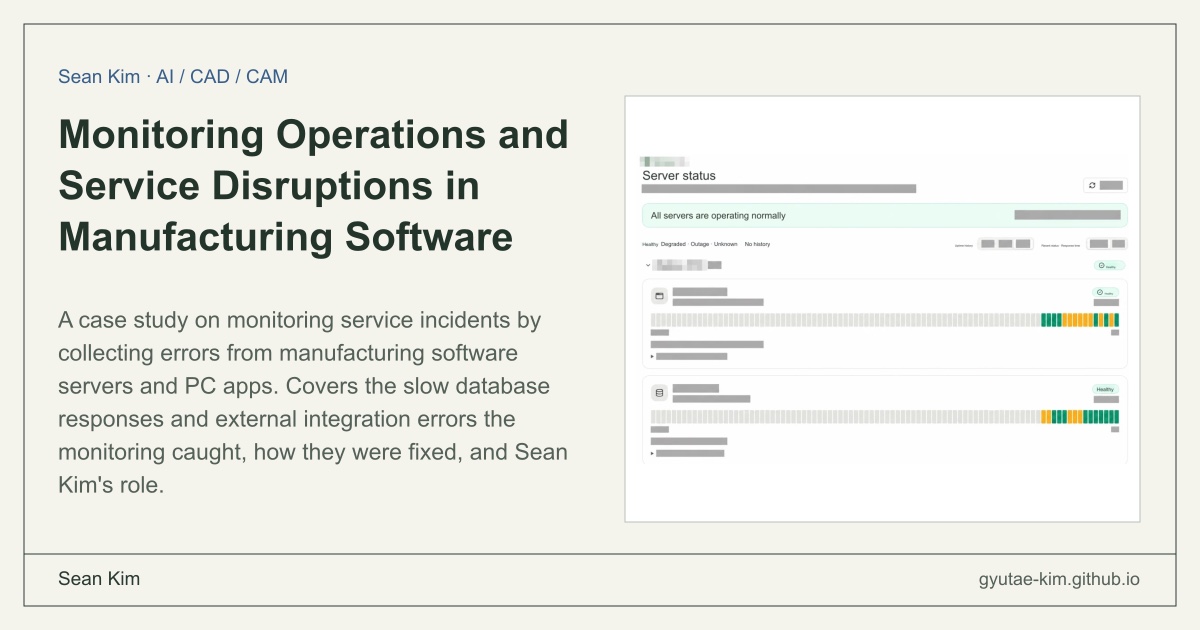 Sean Kim · AI / CAD / CAM
Monitoring Operations and
Service Disruptions in
Manufacturing Software
A case study on monitoring service incidents by
collecting errors from manufacturing software
servers and PC apps. Covers the slow database
responses and external integration errors the
monitoring caught, how they were fixed, and Sean
Kim's role.
Server status
All servers are operating normally
Healthy Degraded · Outage · Unknown No history
Healthy
Sean Kim
gyutae-kim.github.io